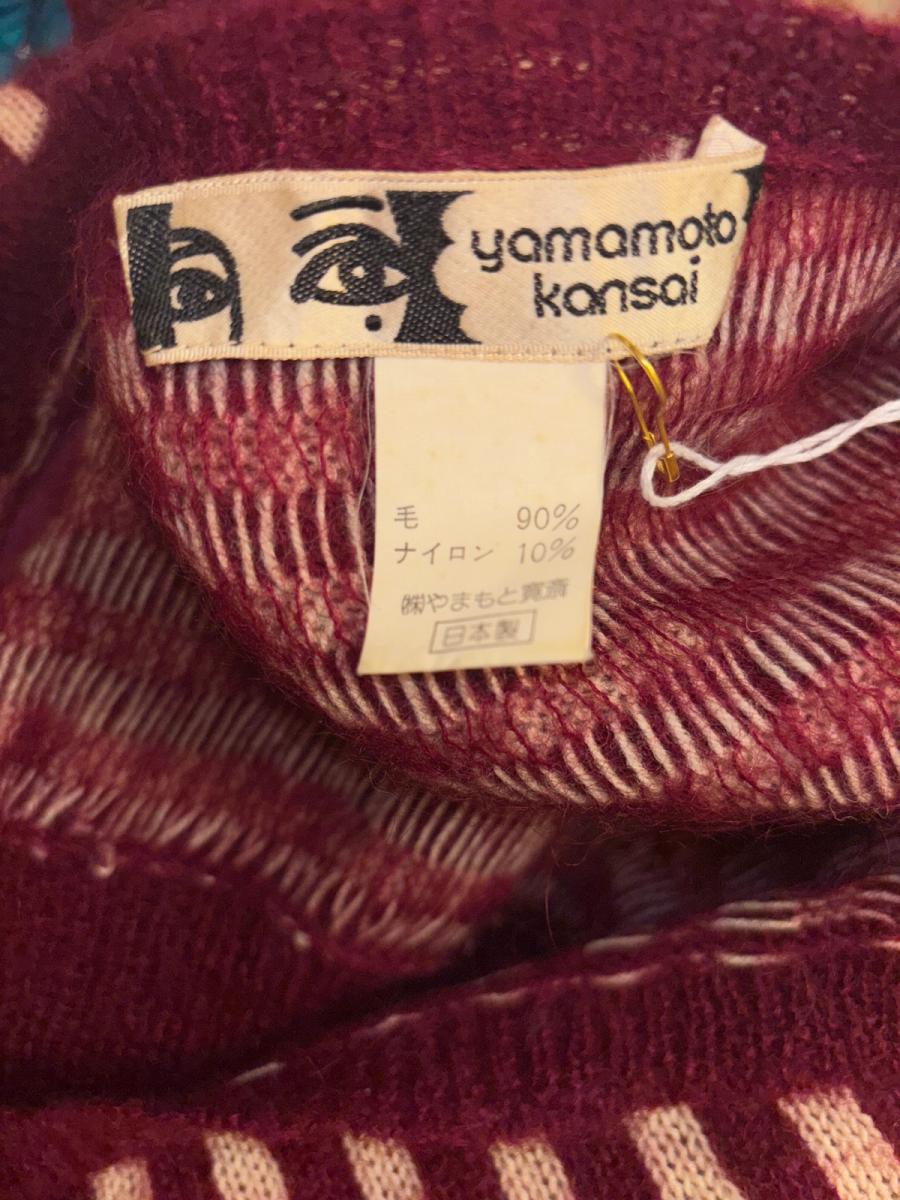 yamamoto
kansai
毛 90%
ナイロン 10%
㈱やまもと寛斎
日本製